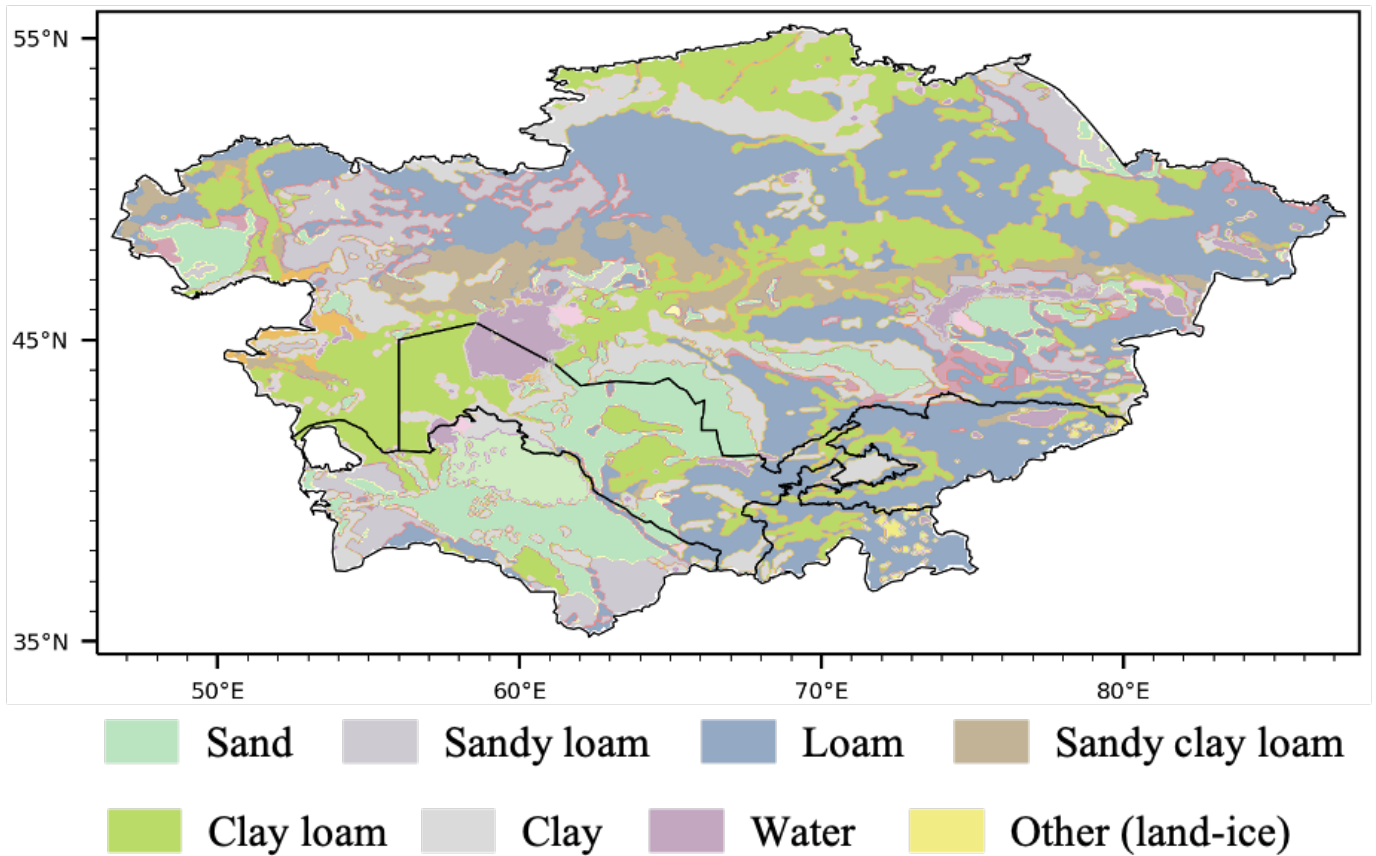 55°N
45°N
35°N
50°E 60°E 70°E 80°E
Sand Sandy loam Loam Sandy clay loam
Clay loam Clay Water Other (land-ice)